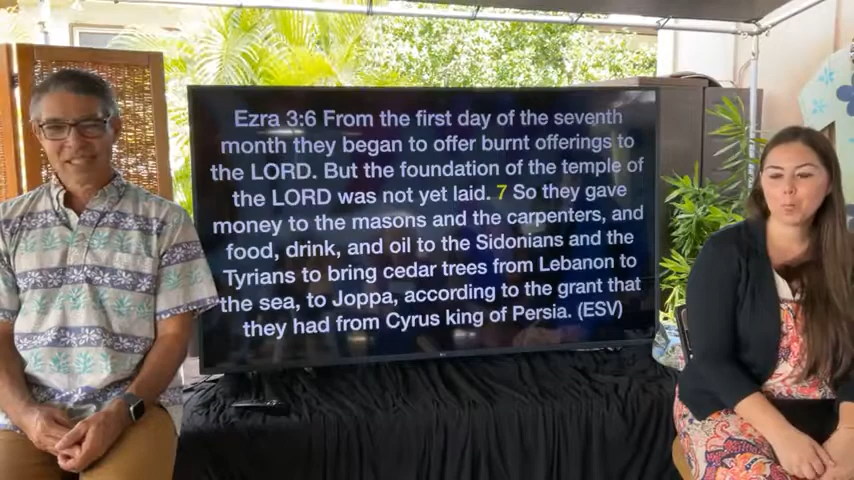 Ezra 3:6 From the first day of the seventh
month they began to offer burnt offerings to
the LORD. But the foundation of the temple of
the LORD was not yet laid. 7 So they gave
money to the masons and the carpenters, and
food, drink, and oil to the Sidonians and the
Tyrians to bring cedar trees from Lebanon to
the sea, to Joppa, according to the grant that
they had from Cyrus king of Persia. (ESV)